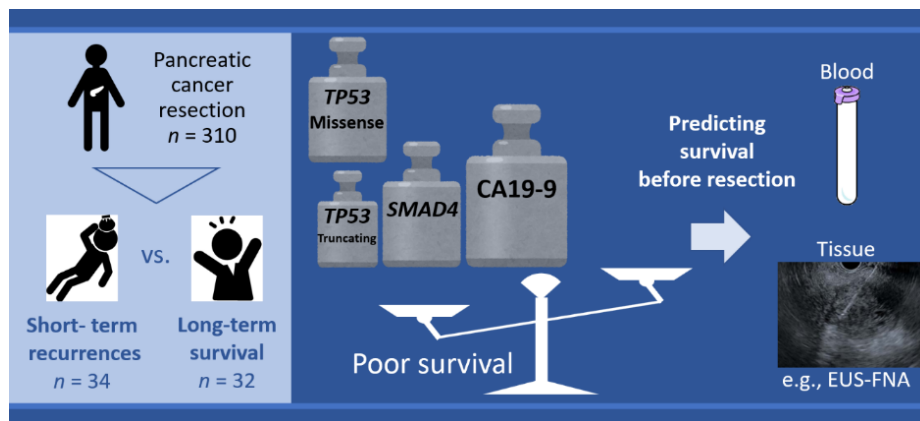 Pancreatic
cancer
resection
n = 310
vs.
Short- term
recurrences
n = 34
Long-term
survival
n = 32
TP53
Missense
TP53
Truncating
SMAD4
CA19-9
Poor survival
Predicting
survival
before resection
Blood
Tissue
e.g., EUS-FNA